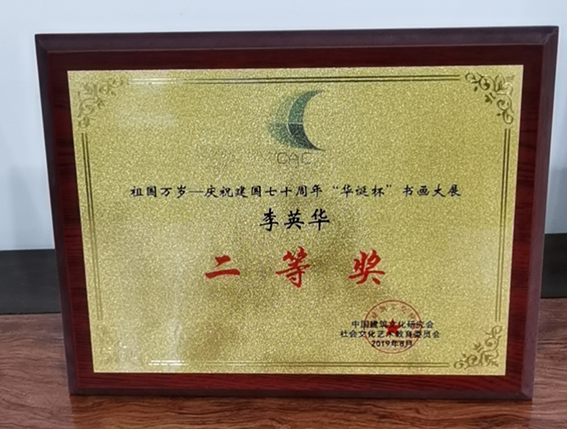 CAC
祖国万岁—庆祝建国七十周年“华诞杯”书画大展
李英华
二等奖
中国建筑文化研究会
社会文化艺术教育委员会
2019年8月